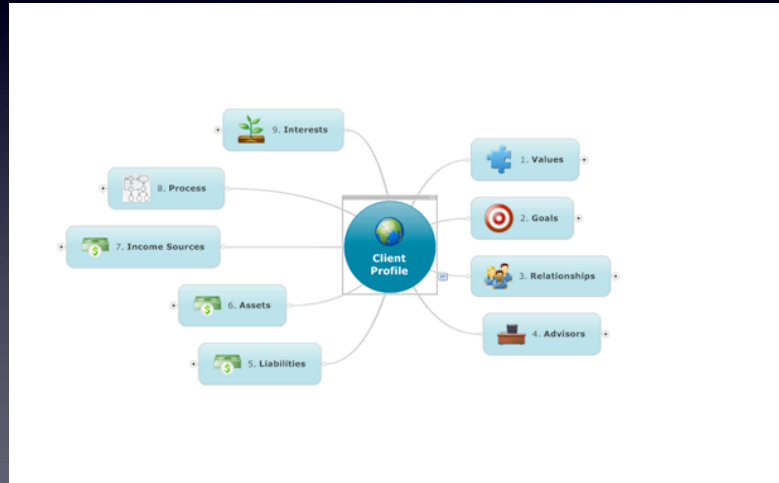 Client
Profile
1. Values
2. Goals
3. Relationships
4. Advisors
5. Liabilities
6. Assets
7. Income Sources
8. Process
9. Interests